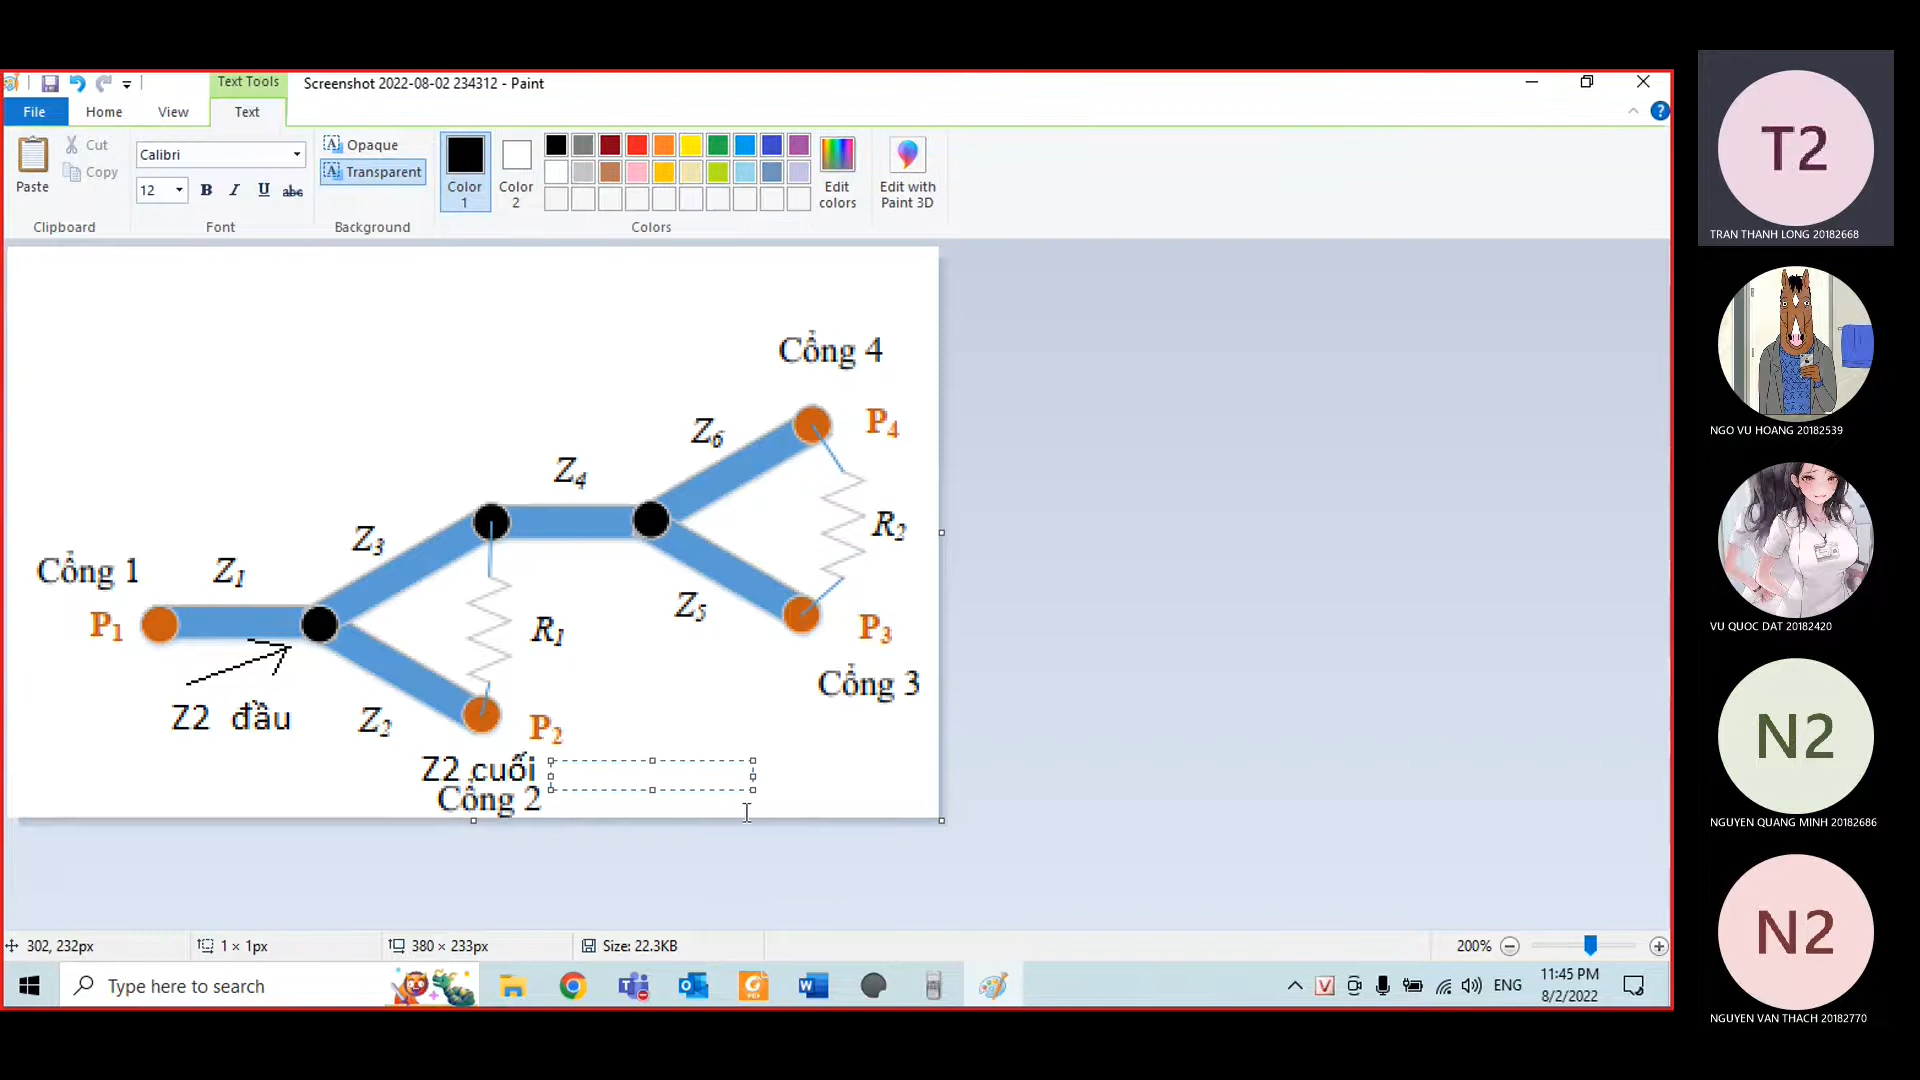 Text Tools
Screenshot 2022-08-02 234312 - Paint
File
Home
View
Text
Paste
Cut
Copy
Clipboard
Calibri
12
B I U abc
Font
Opaque
Transparent
Background
Color 1
Color 2
Edit colors
Edit with Paint 3D
Colors
Cổng 4
P4
Z6
Z4
R2
Z3
Cổng 1
Z1
Z5
P1
R1
P3
Cổng 3
Z2 đầu
Z2
P2
Z2 cuối
Cổng 2
302, 232px
1 × 1px
380 × 233px
Size: 22.3KB
200%
Type here to search
ENG
11:45 PM
8/2/2022
T2
TRAN THANH LONG 20182668
NGO VU HOANG 20182539
VU QUOC DAT 20182420
N2
NGUYEN QUANG MINH 20182686
N2
NGUYEN VAN THACH 20182770